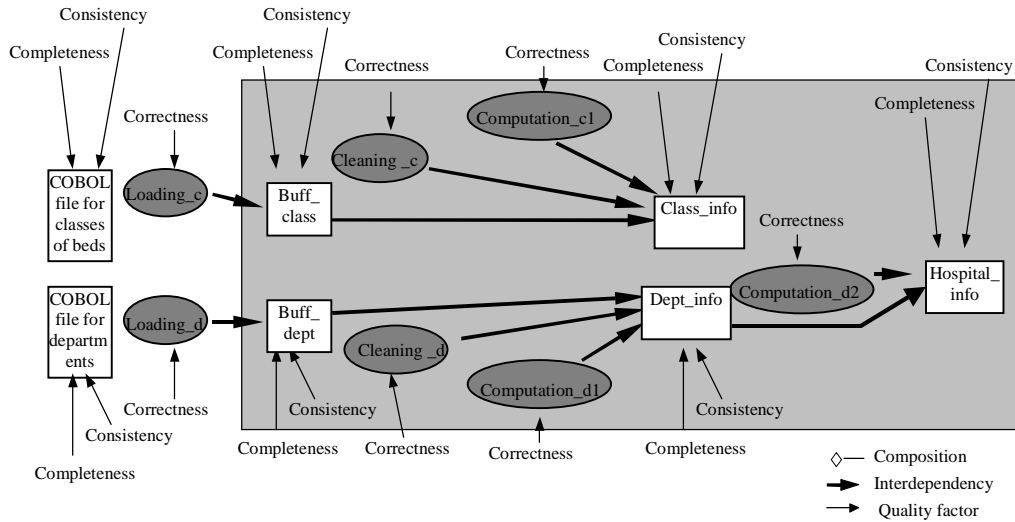 Consistency
Consistency
Completeness
Completeness
Correctness
Correctness
Consistency
Completeness
Consistency
Completeness
Correctness
Computation_c1
Cleaning _c
COBOL
file for
classes
of beds
Loading_c
Buff_
class
Class_info
Correctness
COBOL
file for
departm
ents
Loading_d
Buff_
dept
Dept_info
Computation_d2
Hospital_
info
Cleaning _d
Computation_d1
Correctness
Consistency
Completeness
Consistency
Completeness
Correctness
Correctness
Consistency
Completeness
Composition
Interdependency
Quality factor